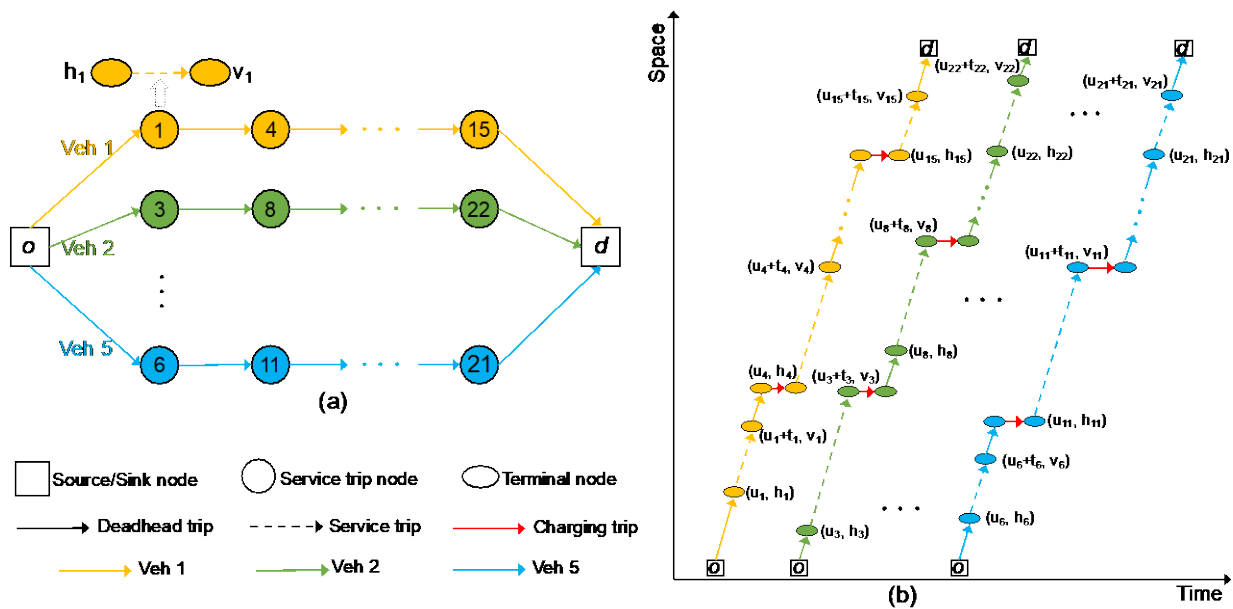 h1 v1
1 4 15
Veh 1
3 8 22
o Veh 2 d
Veh 5
6 11 21
(a)
Source/Sink node Service trip node Terminal node
Deadhead trip Service trip Charging trip
Veh 1 Veh 2 Veh 5
Space
d d d
(u22+t22, v22)
(u15+t15, v15) (u21+t21, v21)
(u15, h15) (u22, h22) (u21, h21)
(u8+t8, v8)
(u4+t4, v4) (u11+t11, v11)
(u8, h8)
(u4, h4) (u3+t3, v3)
(u1+t1, v1) (u11, h11)
(u6+t6, v6)
(u1, h1)
(u3, h3) (u6, h6)
o o o
(b) Time